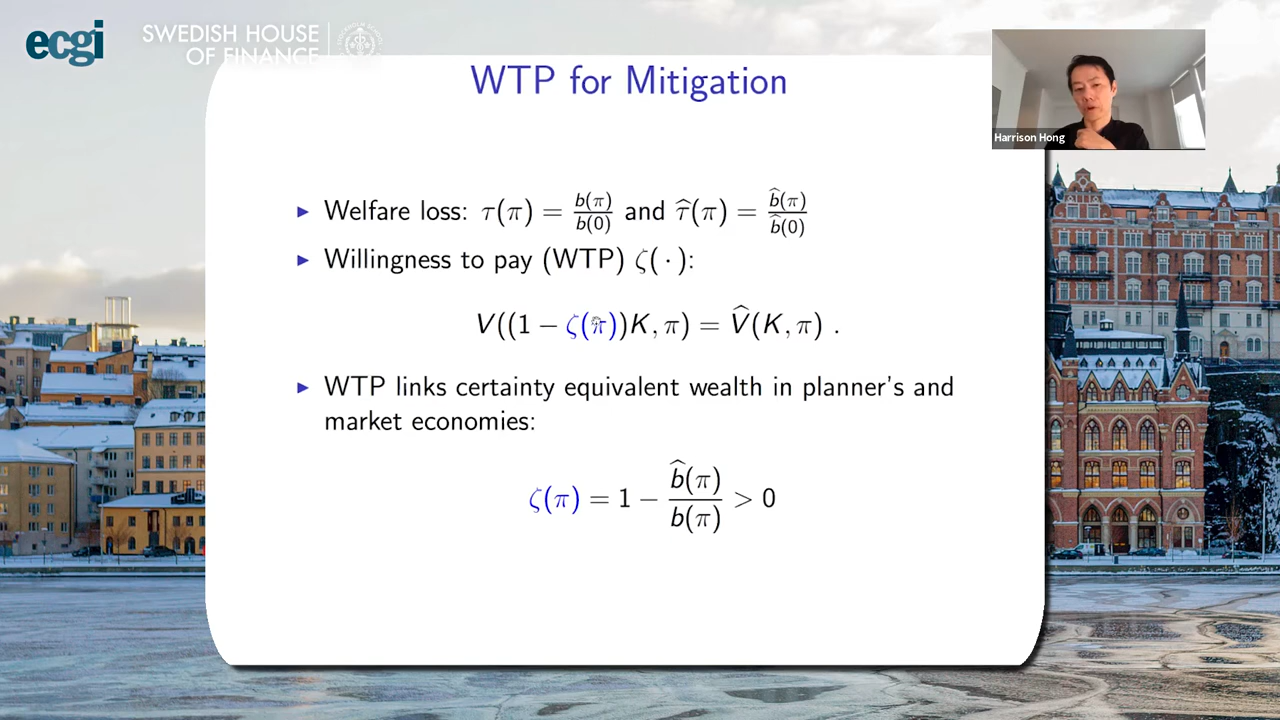 ecgi
SWEDISH HOUSE
OF FINANCE
WTP for Mitigation
Harrison Hong
▸ Welfare loss: τ(π) = b(π)/b(0) and τ̂(π) = b̂(π)/b̂(0)
▸ Willingness to pay (WTP) ζ( · ):
V((1 − ζ(π))K, π) = V̂(K, π) .
▸ WTP links certainty equivalent wealth in planner's and
market economies:
ζ(π) = 1 − b̂(π)/b(π) > 0